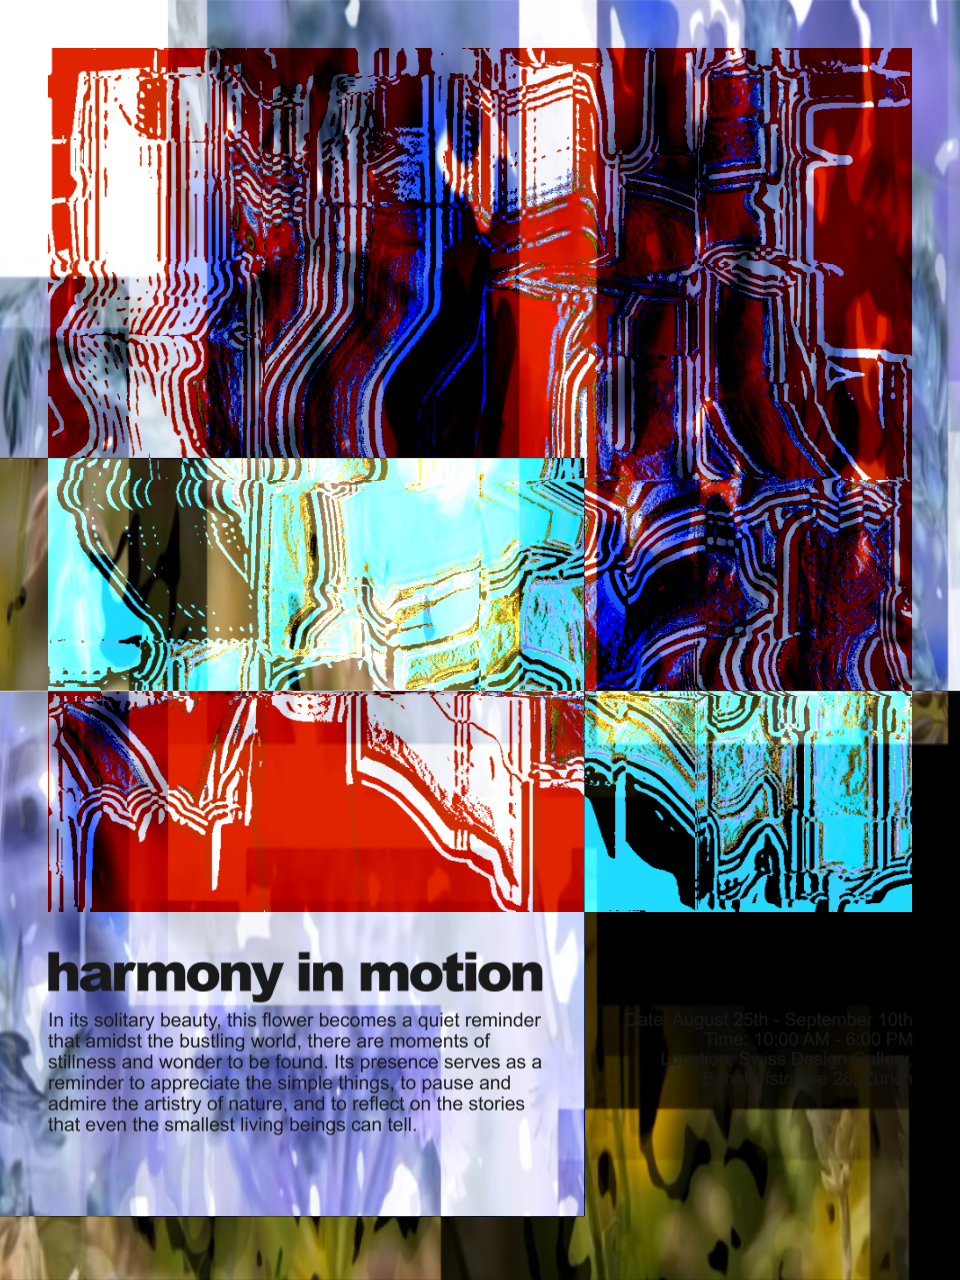 harmony in motion
In its solitary beauty, this flower becomes a quiet reminder
that amidst the bustling world, there are moments of
stillness and wonder to be found. Its presence serves as a
reminder to appreciate the simple things, to pause and
admire the artistry of nature, and to reflect on the stories
that even the smallest living beings can tell.
Date: August 25th - September 10th
Time: 10:00 AM - 6:00 PM
Location: Swiss Design Gallery,
Bahnhofstrasse 28, Zurich